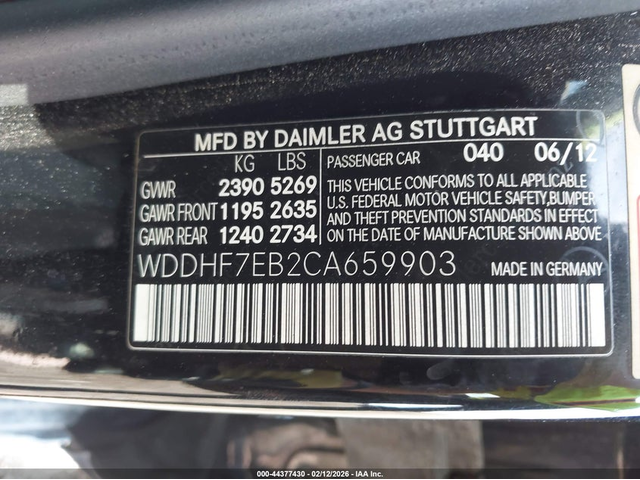 MFD BY DAIMLER AG STUTTGART
KG LBS PASSENGER CAR 040 06/12
GVWR 2390 5269 THIS VEHICLE CONFORMS TO ALL APPLICABLE
GAWR FRONT 1195 2635 U.S. FEDERAL MOTOR VEHICLE SAFETY,BUMPER
AND THEFT PREVENTION STANDARDS IN EFFECT
GAWR REAR 1240 2734 ON THE DATE OF MANUFACTURE SHOWN ABOVE
WDDHF7EB2CA659903 MADE IN GERMANY
000-44377430 - 02/12/2026 - IAA Inc.